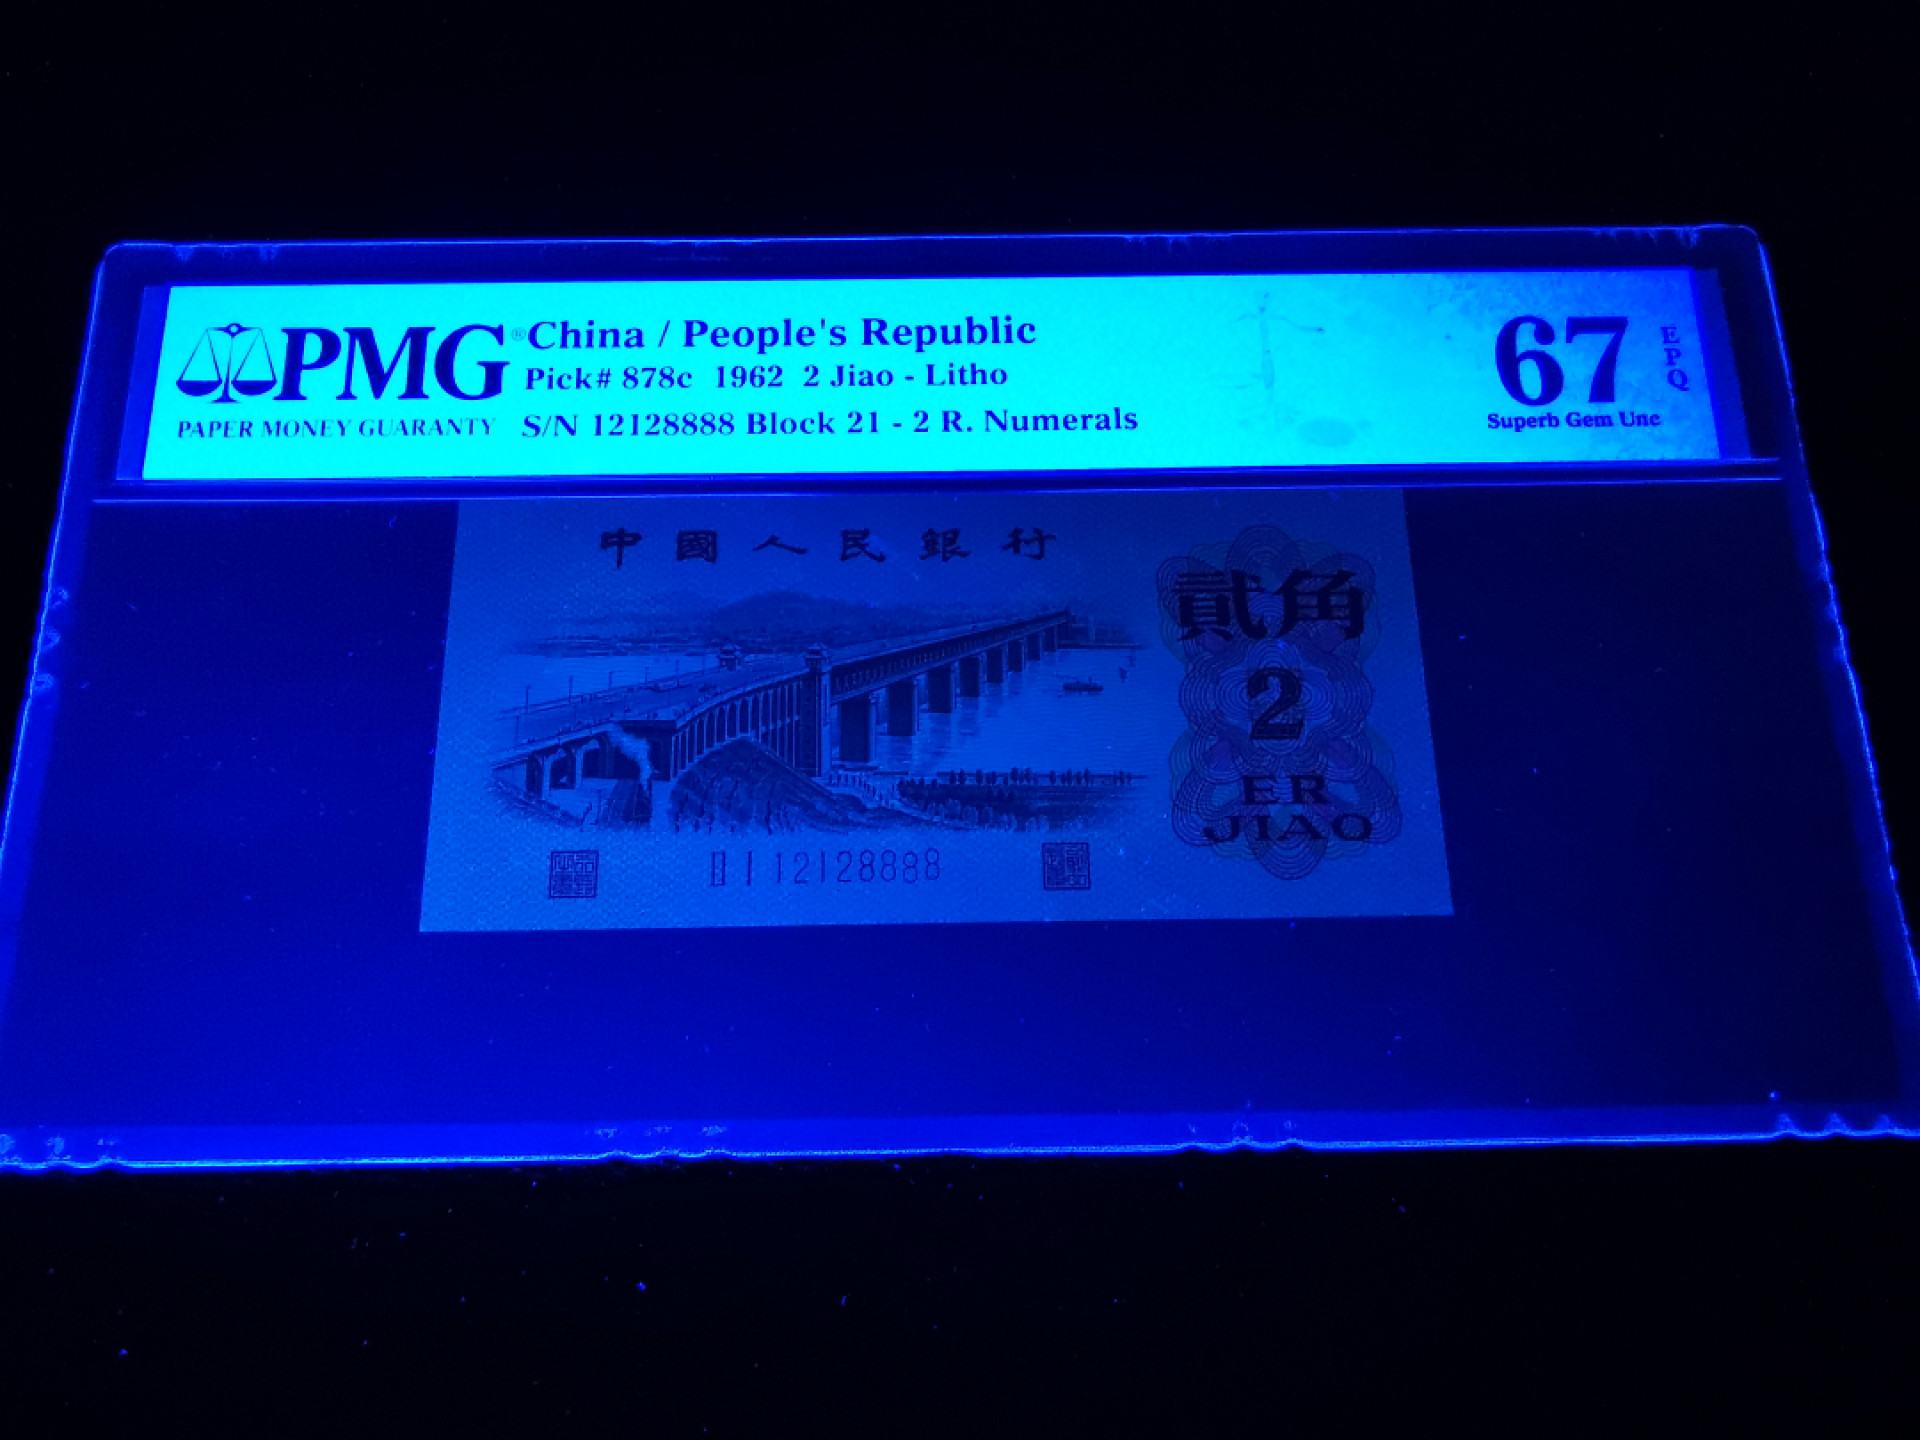 PMG®
PAPER MONEY GUARANTY
China / People's Republic
Pick# 878c 1962 2 Jiao - Litho
S/N 12128888 Block 21 - 2 R. Numerals
67
EPQ
Superb Gem Unc
中國人民銀行
貳角
2
ER
JIAO
II I 12128888